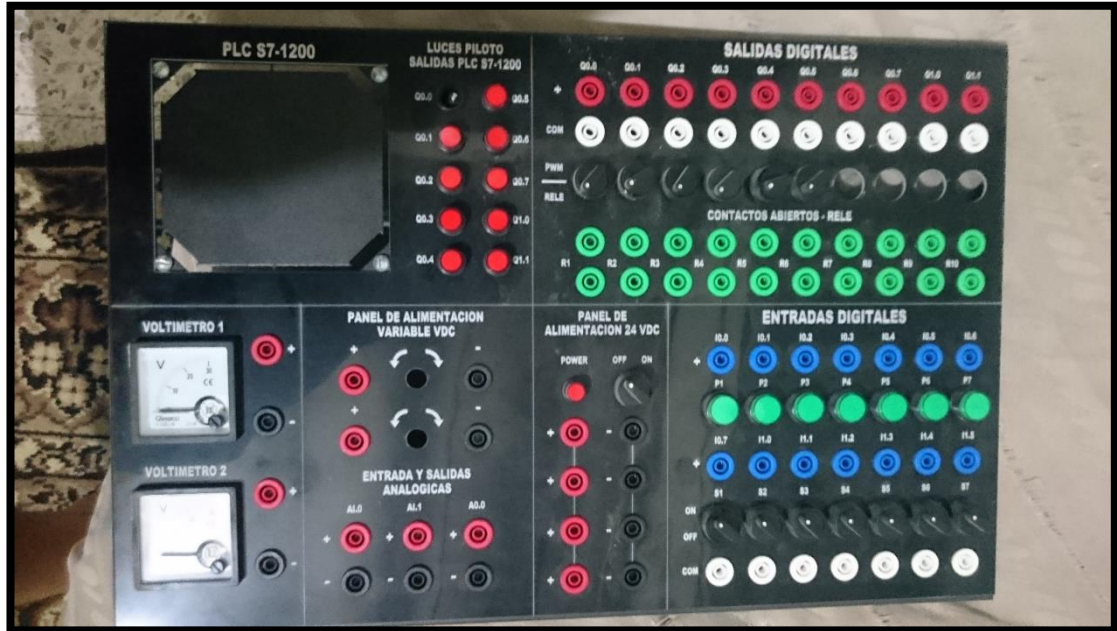 PLC S7-1200
LUCES PILOTO
SALIDAS PLC S7-1200
Q0.0 Q0.5
Q0.1 Q0.6
Q0.2 Q0.7
Q0.3 Q1.0
Q0.4 Q1.1
SALIDAS DIGITALES
Q0.0 Q0.1 Q0.2 Q0.3 Q0.4 Q0.5 Q0.6 Q0.7 Q1.0 Q1.1
+
COM
PWM
RELE
CONTACTOS ABIERTOS - RELE
R1 R2 R3 R4 R5 R6 R7 R8 R9 R10
VOLTIMETRO 1
V
+
-
VOLTIMETRO 2
V
+
-
PANEL DE ALIMENTACION
VARIABLE VDC
+ -
+ -
ENTRADA Y SALIDAS
ANALOGICAS
AI.0 AI.1 A0.0
+ + +
- - -
PANEL DE
ALIMENTACION 24 VDC
POWER OFF ON
+ -
+ -
+ -
+ -
ENTRADAS DIGITALES
I0.0 I0.1 I0.2 I0.3 I0.4 I0.5 I0.6
+
P1 P2 P3 P4 P5 P6 P7
I0.7 I1.0 I1.1 I1.2 I1.3 I1.4 I1.5
+
S1 S2 S3 S4 S5 S6 S7
ON
OFF
COM